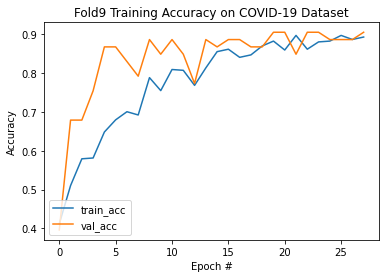 Fold9 Training Accuracy on COVID-19 Dataset
Accuracy
0.9
0.8
0.7
0.6
0.5
0.4
train_acc
val_acc
0 5 10 15 20 25
Epoch #